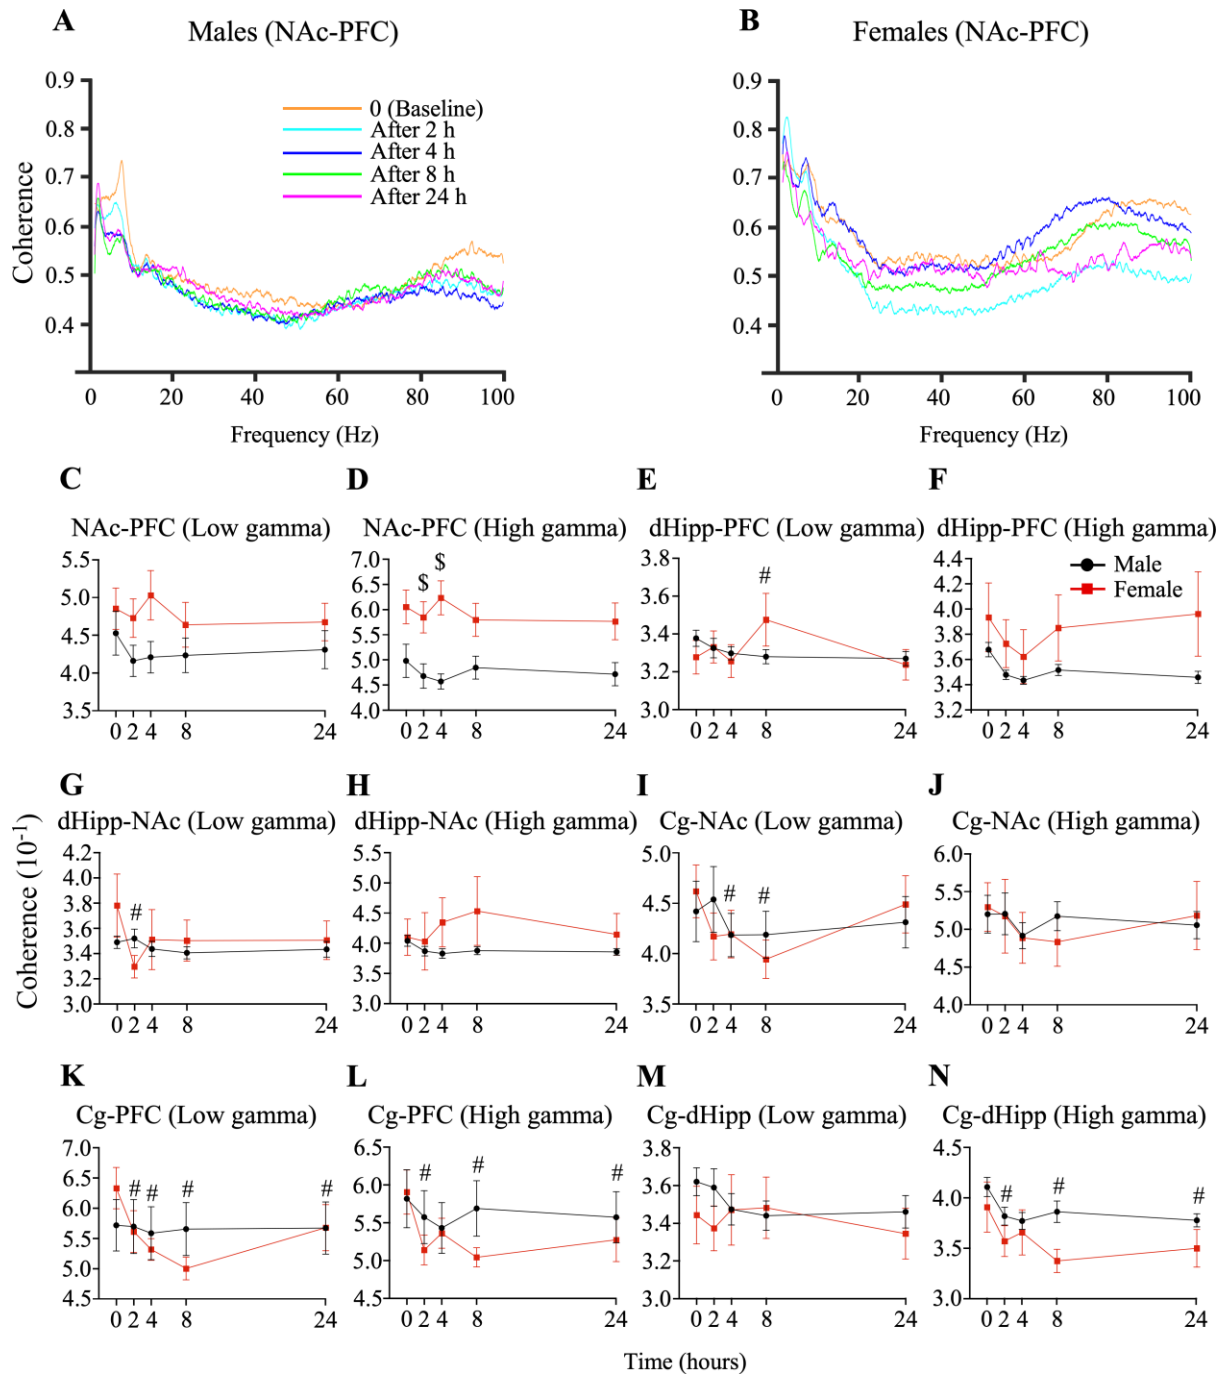 A
Males (NAc-PFC)
B
Females (NAc-PFC)
0.9
0.8
0.7
0.6
0.5
0.4
Coherence
0 (Baseline)
After 2 h
After 4 h
After 8 h
After 24 h
0 20 40 60 80 100
Frequency (Hz)
0.9
0.8
0.7
0.6
0.5
0.4
0 20 40 60 80 100
Frequency (Hz)
C
NAc-PFC (Low gamma)
5.5
5.0
4.5
4.0
3.5
0 2 4 8 24
D
NAc-PFC (High gamma)
7.0
6.5
6.0
5.5
5.0
4.5
4.0
$ $
0 2 4 8 24
E
dHipp-PFC (Low gamma)
3.8
3.6
3.4
3.2
3.0
#
0 2 4 8 24
F
dHipp-PFC (High gamma)
4.4
4.2
4.0
3.8
3.6
3.4
3.2
Male
Female
0 2 4 8 24
Coherence (10-1)
G
dHipp-NAc (Low gamma)
4.2
4.0
3.8
3.6
3.4
3.2
3.0
#
0 2 4 8 24
H
dHipp-NAc (High gamma)
5.5
5.0
4.5
4.0
3.5
3.0
0 2 4 8 24
I
Cg-NAc (Low gamma)
5.0
4.5
4.0
3.5
# #
0 2 4 8 24
J
Cg-NAc (High gamma)
6.0
5.5
5.0
4.5
4.0
0 2 4 8 24
K
Cg-PFC (Low gamma)
7.0
6.5
6.0
5.5
5.0
4.5
# # # #
0 2 4 8 24
L
Cg-PFC (High gamma)
6.5
6.0
5.5
5.0
4.5
# # #
0 2 4 8 24
M
Cg-dHipp (Low gamma)
3.8
3.6
3.4
3.2
3.0
0 2 4 8 24
N
Cg-dHipp (High gamma)
4.5
4.0
3.5
3.0
# # #
0 2 4 8 24
Time (hours)